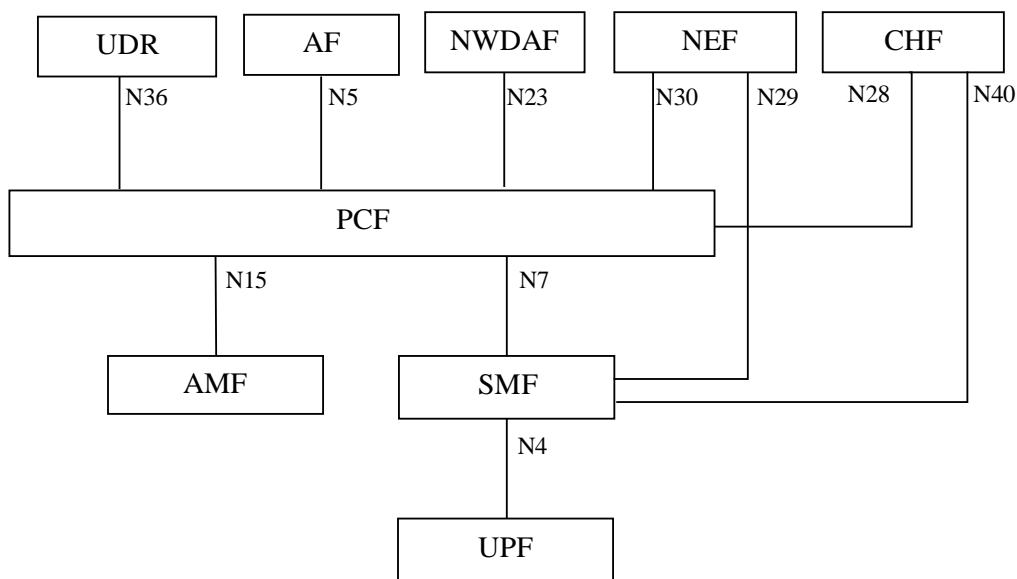 UDR
AF
NWDAF
NEF
CHF
N36
N5
N23
N30
N29
N28
N40
PCF
N15
N7
AMF
SMF
N4
UPF